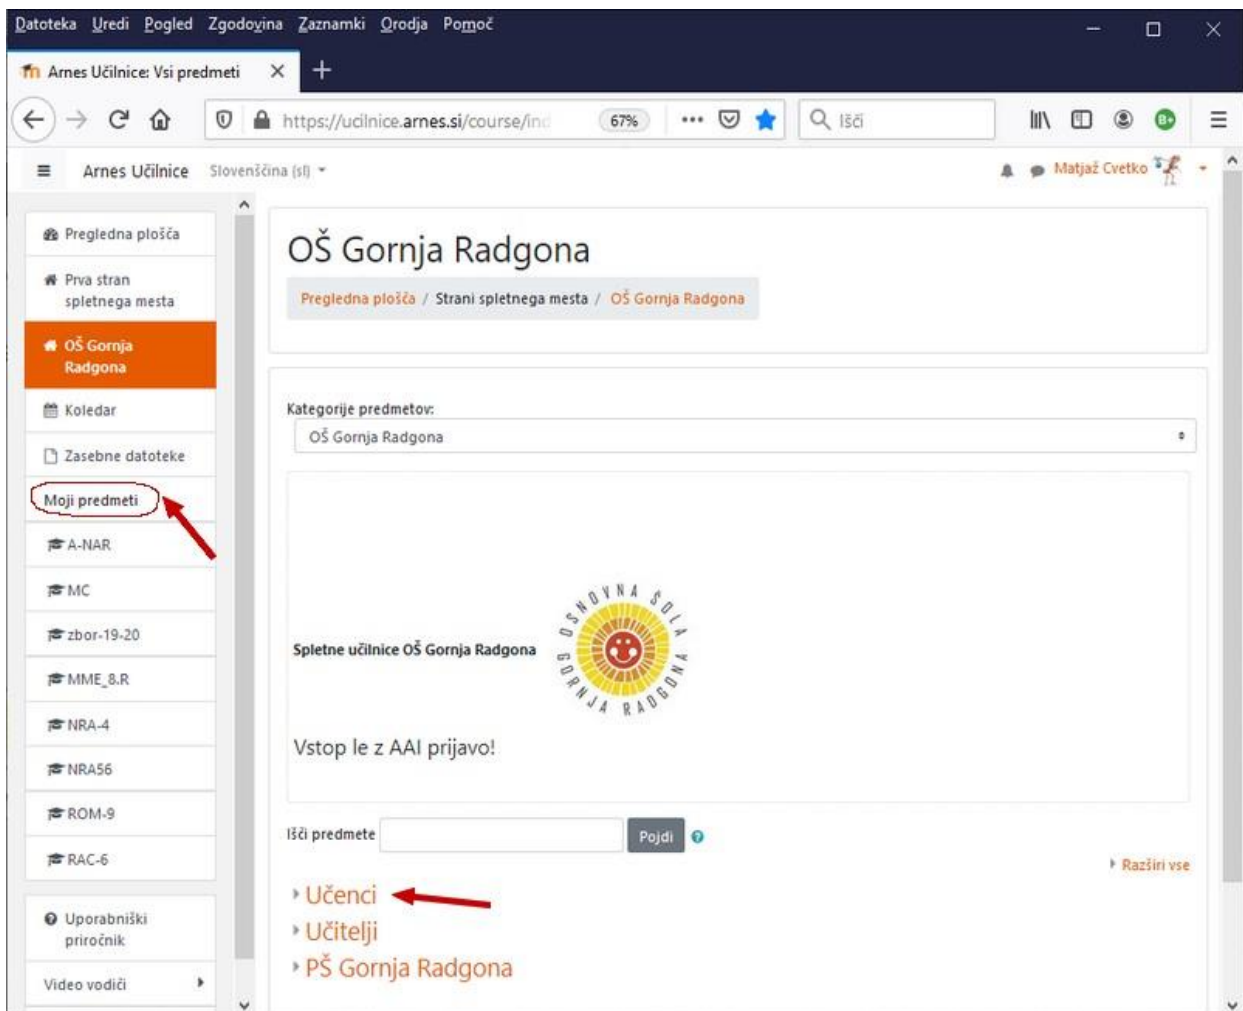 Datoteka Uredi Pogled Zgodovina Zaznamki Orodja Pomoč
Arnes Učilnice: Vsi predmeti
https://ucilnice.arnes.si/course/ind
67%
Išči
Arnes Učilnice Slovenščina (sl)
Matjaž Cvetko
Pregledna plošča
Prva stran
spletnega mesta
OŠ Gornja
Radgona
Koledar
Zasebne datoteke
Moji predmeti
A-NAR
MC
zbor-19-20
MME_8.R
NRA-4
NRA56
ROM-9
RAC-6
Uporabniški
priročnik
Video vodiči
OŠ Gornja Radgona
Pregledna plošča / Strani spletnega mesta / OŠ Gornja Radgona
Kategorije predmetov:
OŠ Gornja Radgona
Spletne učilnice OŠ Gornja Radgona
OSNOVNA ŠOLA
GORNJA RADGONA
Vstop le z AAI prijavo!
Išči predmete
Pojdi
Razširi vse
Učenci
Učitelji
PŠ Gornja Radgona